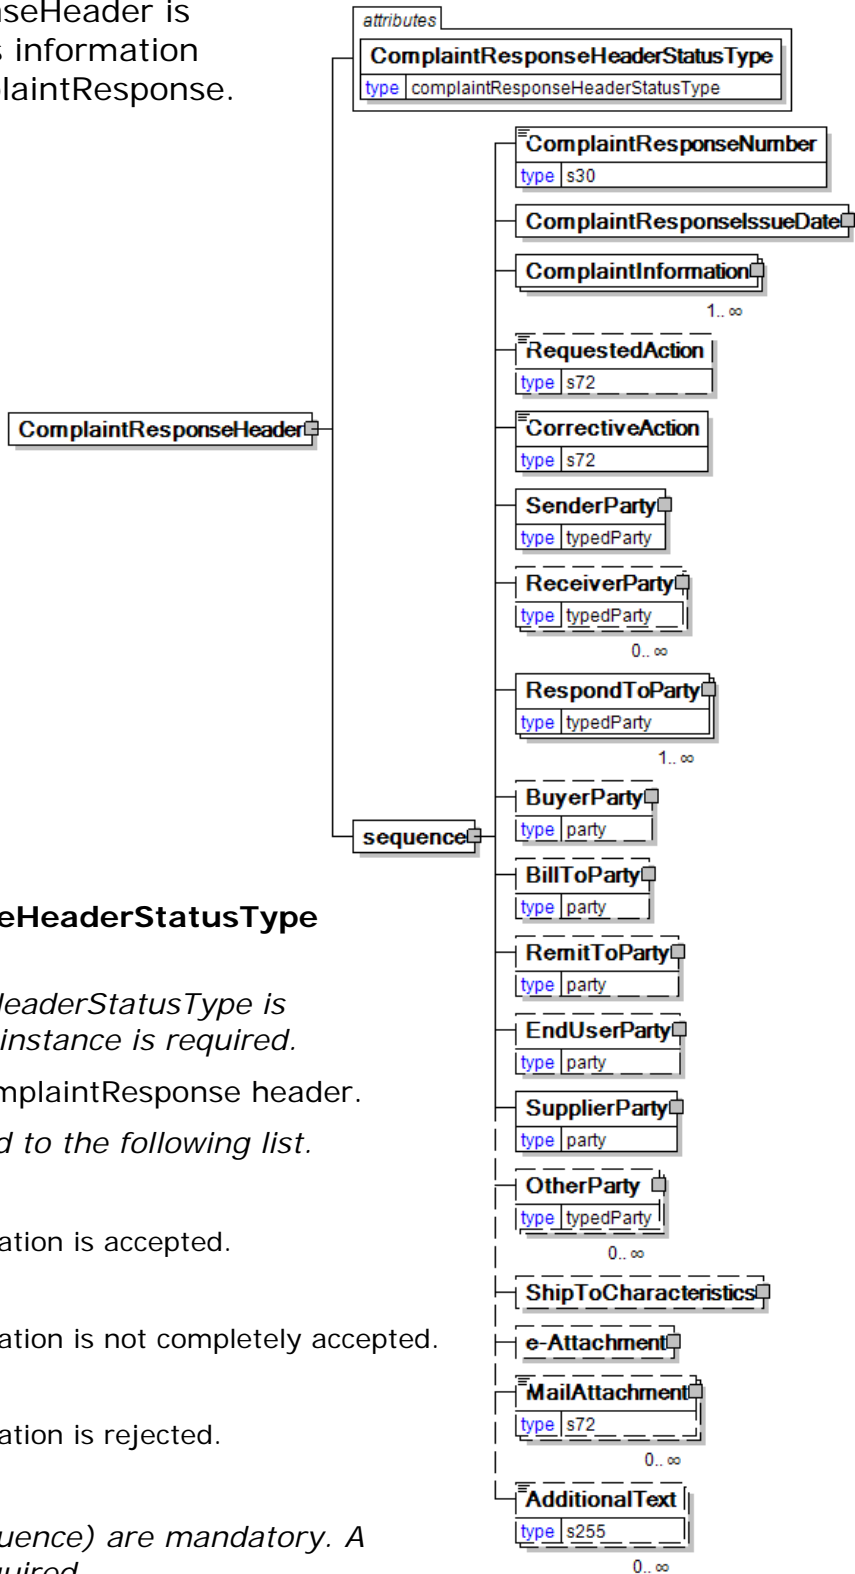 nseHeader is
s information
plaintResponse.
attributes
ComplaintResponseHeaderStatusType
type complaintResponseHeaderStatusType
ComplaintResponseNumber
type s30
ComplaintResponseIssueDate
ComplaintInformation
1..∞
RequestedAction
type s72
ComplaintResponseHeader
CorrectiveAction
type s72
SenderParty
type typedParty
ReceiverParty
type typedParty
0..∞
RespondToParty
type typedParty
1..∞
BuyerParty
type party
sequence
BillToParty
type party
eHeaderStatusType
RemitToParty
type party
HeaderStatusType is
instance is required.
EndUserParty
type party
mplaintResponse header.
SupplierParty
type party
d to the following list.
OtherParty
type typedParty
0..∞
ation is accepted.
ShipToCharacteristics
e-Attachment
ation is not completely accepted.
MailAttachment
type s72
0..∞
ation is rejected.
AdditionalText
type s255
0..∞
uence) are mandatory. A
quired.